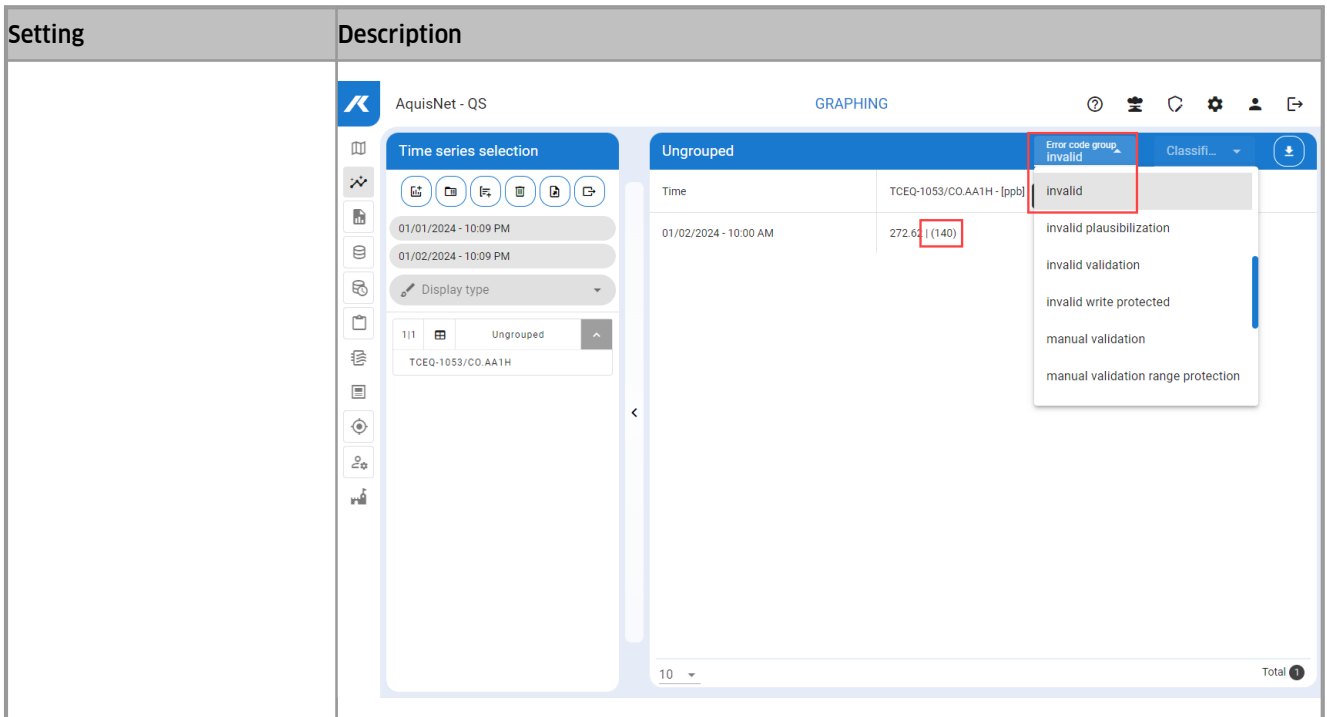 Setting Description
AquisNet - QS GRAPHING
Time series selection
01/01/2024 - 10:09 PM
01/02/2024 - 10:09 PM
Display type
1|1 Ungrouped
TCEQ-1053/CO.AA1H
Ungrouped
Error code group
invalid
Classifi...
Time TCEQ-1053/CO.AA1H - [ppb]
01/02/2024 - 10:00 AM 272.62 | (140)
invalid
invalid plausibilization
invalid validation
invalid write protected
manual validation
manual validation range protection
10 Total 1